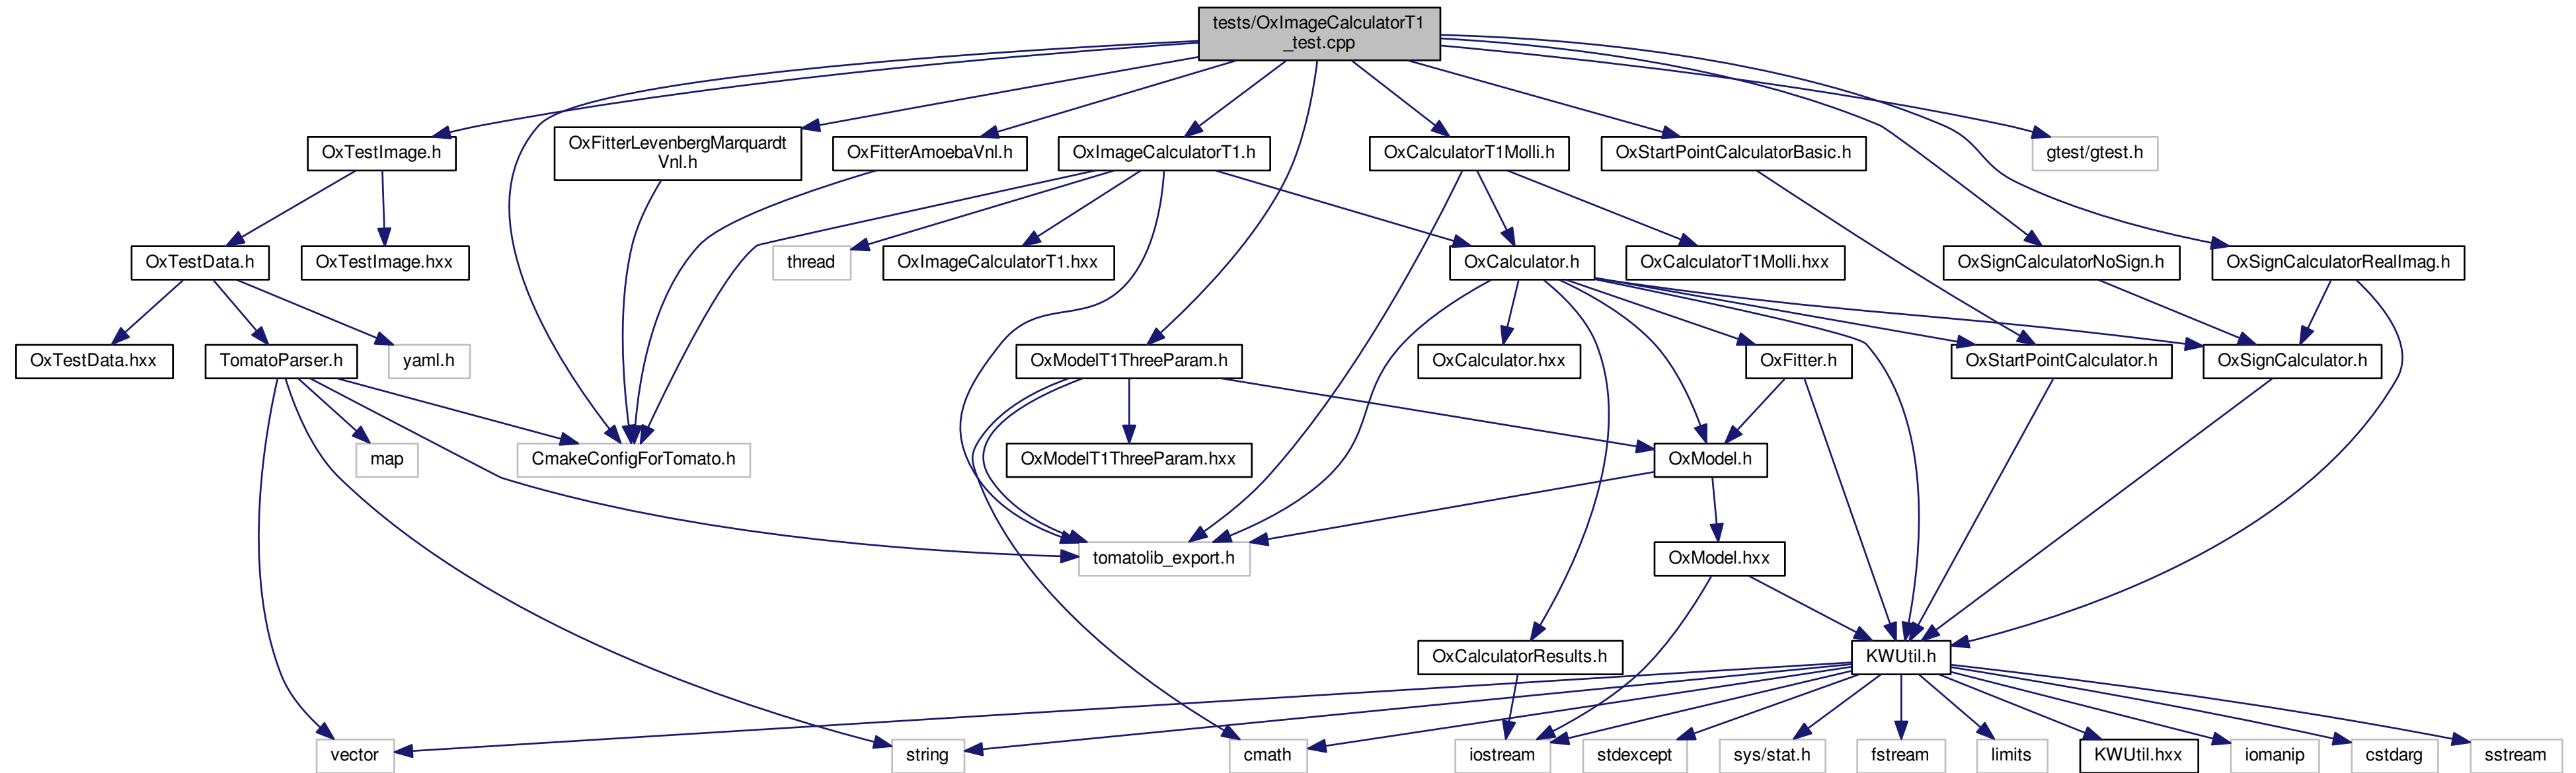 tests/OxImageCalculatorT1
_test.cpp
OxTestImage.h
OxFitterLevenbergMarquardt
Vnl.h
OxFitterAmoebaVnl.h
OxImageCalculatorT1.h
OxCalculatorT1Molli.h
OxStartPointCalculatorBasic.h
gtest/gtest.h
OxTestData.h
OxTestImage.hxx
thread
OxImageCalculatorT1.hxx
OxCalculator.h
OxCalculatorT1Molli.hxx
OxSignCalculatorNoSign.h
OxSignCalculatorRealImag.h
OxTestData.hxx
TomatoParser.h
yaml.h
OxModelT1ThreeParam.h
OxCalculator.hxx
OxFitter.h
OxStartPointCalculator.h
OxSignCalculator.h
map
CmakeConfigForTomato.h
OxModelT1ThreeParam.hxx
OxModel.h
tomatolib_export.h
OxModel.hxx
OxCalculatorResults.h
KWUtil.h
vector
string
cmath
iostream
stdexcept
sys/stat.h
fstream
limits
KWUtil.hxx
iomanip
cstdarg
sstream